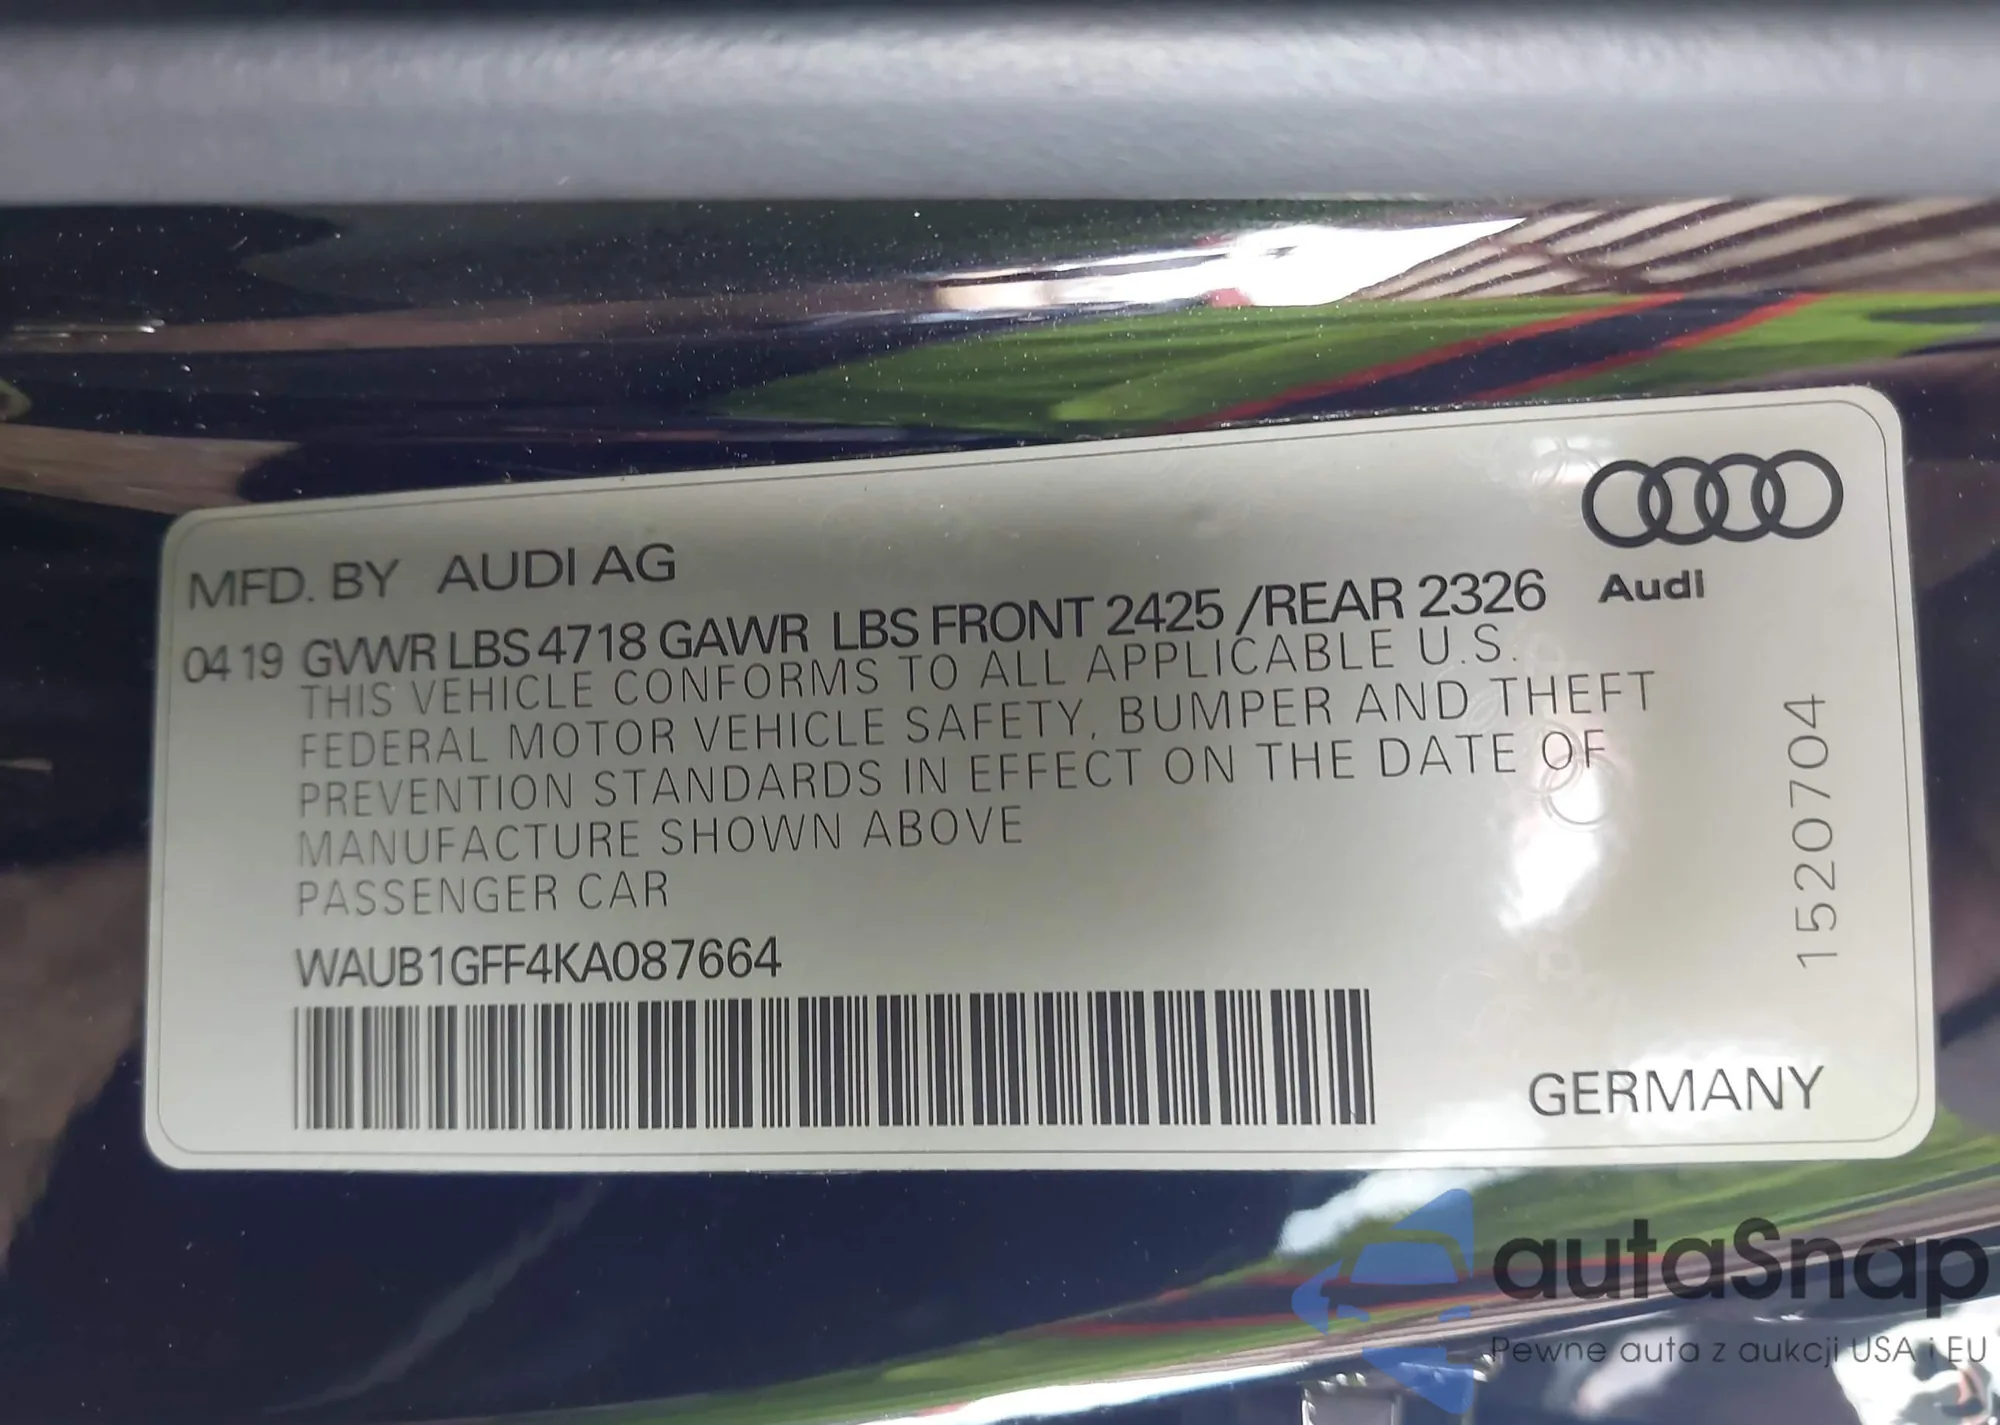 MFD. BY AUDI AG
Audi
04 19 GVWR LBS 4718 GAWR LBS FRONT 2425 /REAR 2326
THIS VEHICLE CONFORMS TO ALL APPLICABLE U.S.
FEDERAL MOTOR VEHICLE SAFETY, BUMPER AND THEFT
PREVENTION STANDARDS IN EFFECT ON THE DATE OF
MANUFACTURE SHOWN ABOVE
PASSENGER CAR
WAUB1GFF4KA087664
1520704
GERMANY
autaSnap
Pewne auta z aukcji USA i EU